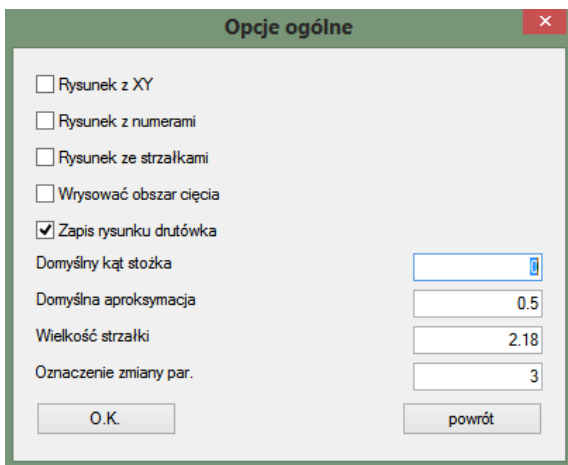 Opcje ogólne
Rysunek z XY
Rysunek z numerami
Rysunek ze strzałkami
Wrysować obszar cięcia
Zapis rysunku drutówka
Domyślny kąt stożka 0
Domyślna aproksymacja 0.5
Wielkość strzałki 2.18
Oznaczenie zmiany par. 3
O.K. powrót